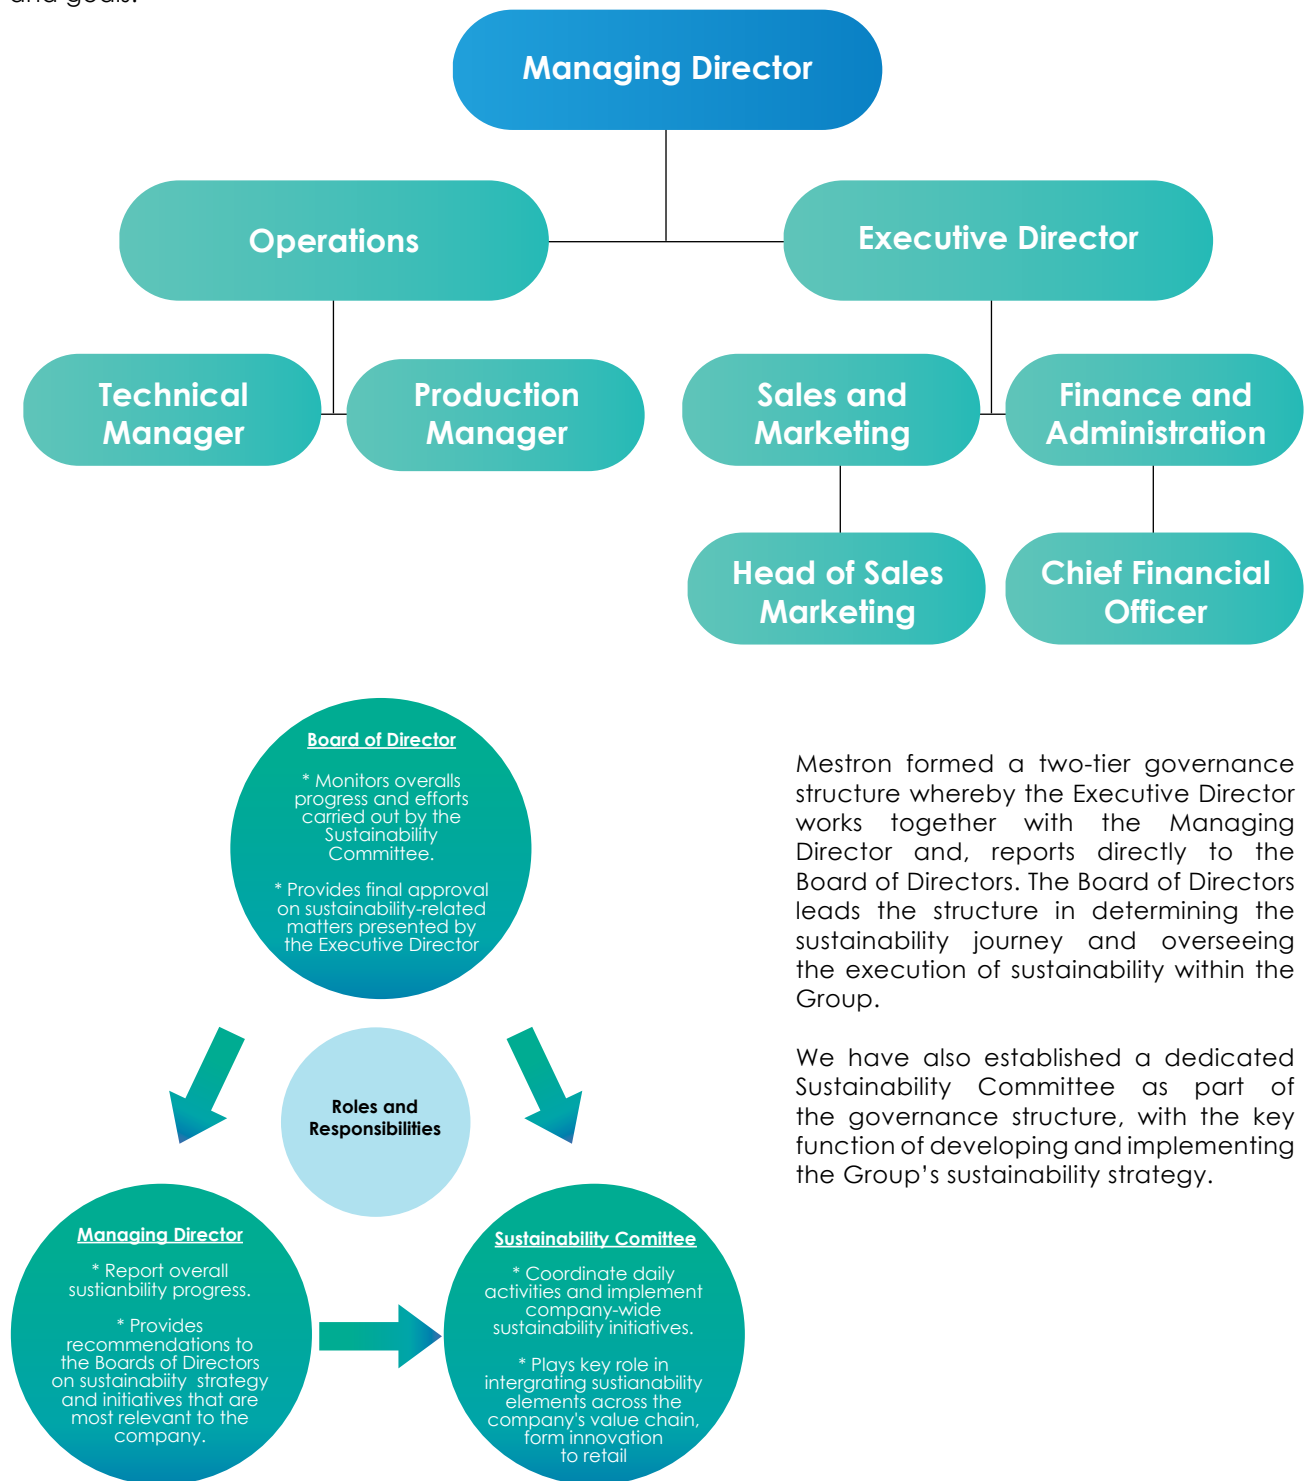 and goals.
Managing Director
Operations
Executive Director
Technical
Manager
Production
Manager
Sales and
Marketing
Finance and
Administration
Head of Sales
Marketing
Chief Financial
Officer
Board of Director
* Monitors overalls
progress and efforts
carried out by the
Sustainability
Committee.
* Provides final approval
on sustainability-related
matters presented by
the Executive Director
Roles and
Responsibilities
Managing Director
* Report overall
sustianbility progress.
* Provides
recommendations to
the Boards of Directors
on sustainabiity strategy
and initiatives that are
most relevant to the
company.
Sustainability Comittee
* Coordinate daily
activities and implement
company-wide
sustainability initiatives.
* Plays key role in
intergrating sustianability
elements across the
company's value chain,
form innovation
to retail
Mestron formed a two-tier governance
structure whereby the Executive Director
works together with the Managing
Director and, reports directly to the
Board of Directors. The Board of Directors
leads the structure in determining the
sustainability journey and overseeing
the execution of sustainability within the
Group.
We have also established a dedicated
Sustainability Committee as part of
the governance structure, with the key
function of developing and implementing
the Group’s sustainability strategy.